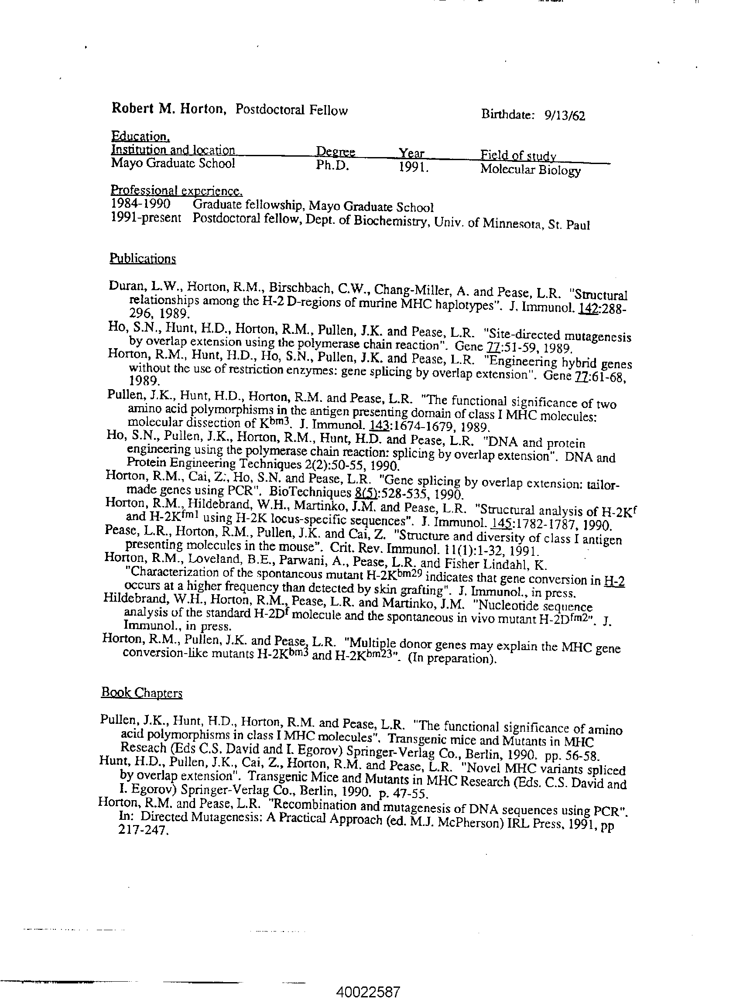 Robert M. Horton, Postdoctoral Fellow Birthdate: 9/13/62
Education.
Institution and location Degree Year Field of study
Mayo Graduate School Ph.D. 1991. Molecular Biology
Professional experience.
1984-1990 Graduate fellowship, Mayo Graduate School
1991-present Postdoctoral fellow, Dept. of Biochemistry, Univ. of Minnesota, St. Paul
Publications
Duran, L.W., Horton, R.M., Birschbach, C.W., Chang-Miller, A. and Pease, L.R. "Structural
relationships among the H-2 D-regions of murine MHC haplotypes". J. Immunol. 142:288-
296, 1989.
Ho, S.N., Hunt, H.D., Horton, R.M., Pullen, J.K. and Pease, L.R. "Site-directed mutagenesis
by overlap extension using the polymerase chain reaction". Gene 77:51-59, 1989.
Horton, R.M., Hunt, H.D., Ho, S.N., Pullen, J.K. and Pease, L.R. "Engineering hybrid genes
without the use of restriction enzymes: gene splicing by overlap extension". Gene 77:61-68,
1989.
Pullen, J.K., Hunt, H.D., Horton, R.M. and Pease, L.R. "The functional significance of two
amino acid polymorphisms in the antigen presenting domain of class I MHC molecules:
molecular dissection of Kbm3. J. Immunol. 143:1674-1679, 1989.
Ho, S.N., Pullen, J.K., Horton, R.M., Hunt, H.D. and Pease, L.R. "DNA and protein
engineering using the polymerase chain reaction: splicing by overlap extension". DNA and
Protein Engineering Techniques 2(2):50-55, 1990.
Horton, R.M., Cai, Z., Ho, S.N. and Pease, L.R. "Gene splicing by overlap extension: tailor-
made genes using PCR". BioTechniques 8(5):528-535, 1990.
Horton, R.M., Hildebrand, W.H., Martinko, J.M. and Pease, L.R. "Structural analysis of H-2Kf
and H-2Kfm1 using H-2K locus-specific sequences". J. Immunol. 145:1782-1787, 1990.
Pease, L.R., Horton, R.M., Pullen, J.K. and Cai, Z. "Structure and diversity of class I antigen
presenting molecules in the mouse". Crit. Rev. Immunol. 11(1):1-32, 1991.
Horton, R.M., Loveland, B.E., Parwani, A., Pease, L.R. and Fisher Lindahl, K.
"Characterization of the spontaneous mutant H-2Kbm29 indicates that gene conversion in H-2
occurs at a higher frequency than detected by skin grafting". J. Immunol., in press.
Hildebrand, W.H., Horton, R.M., Pease, L.R. and Martinko, J.M. "Nucleotide sequence
analysis of the standard H-2Df molecule and the spontaneous in vivo mutant H-2Dfm2". J.
Immunol., in press.
Horton, R.M., Pullen, J.K. and Pease, L.R. "Multiple donor genes may explain the MHC gene
conversion-like mutants H-2Kbm3 and H-2Kbm23". (In preparation).
Book Chapters
Pullen, J.K., Hunt, H.D., Horton, R.M. and Pease, L.R. "The functional significance of amino
acid polymorphisms in class I MHC molecules". Transgenic mice and Mutants in MHC
Reseach (Eds C.S. David and I. Egorov) Springer-Verlag Co., Berlin, 1990. pp. 56-58.
Hunt, H.D., Pullen, J.K., Cai, Z., Horton, R.M. and Pease, L.R. "Novel MHC variants spliced
by overlap extension". Transgenic Mice and Mutants in MHC Research (Eds. C.S. David and
I. Egorov) Springer-Verlag Co., Berlin, 1990. p. 47-55.
Horton, R.M. and Pease, L.R. "Recombination and mutagenesis of DNA sequences using PCR".
In: Directed Mutagenesis: A Practical Approach (ed. M.J. McPherson) IRL Press, 1991, pp
217-247.
40022587